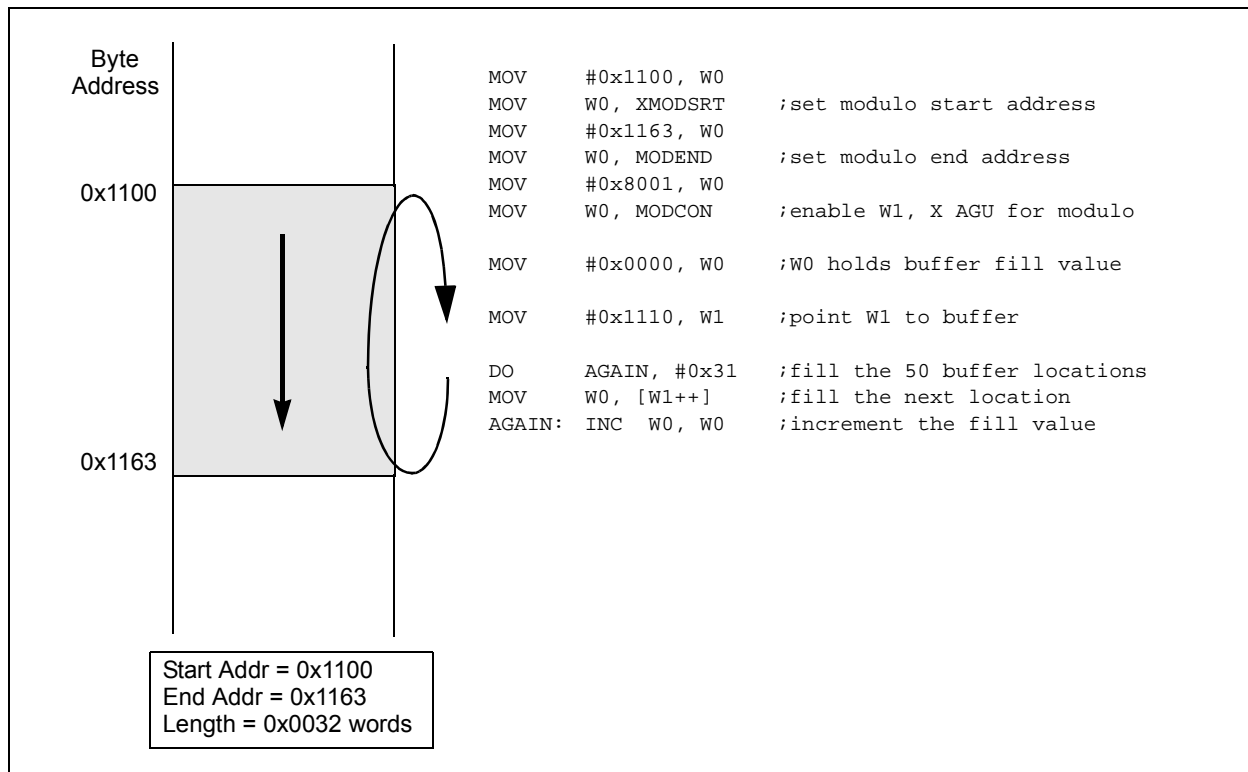 Byte
Address
0x1100
0x1163
MOV #0x1100, W0
MOV W0, XMODSRT ;set modulo start address
MOV #0x1163, W0
MOV W0, MODEND ;set modulo end address
MOV #0x8001, W0
MOV W0, MODCON ;enable W1, X AGU for modulo
MOV #0x0000, W0 ;W0 holds buffer fill value
MOV #0x1110, W1 ;point W1 to buffer
DO AGAIN, #0x31 ;fill the 50 buffer locations
MOV W0, [W1++] ;fill the next location
AGAIN: INC W0, W0 ;increment the fill value
Start Addr = 0x1100
End Addr = 0x1163
Length = 0x0032 words